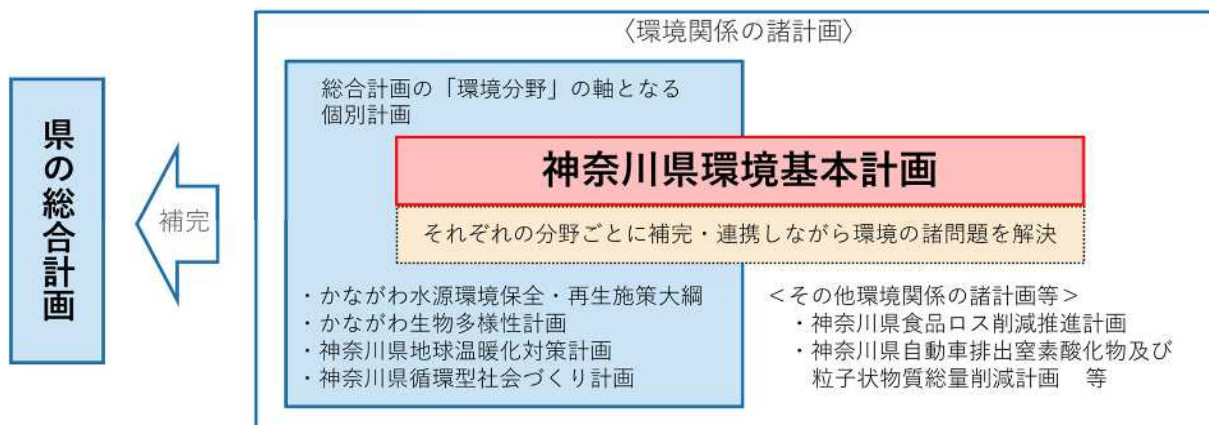 〈環境関係の諸計画〉
県の総合計画
補完
総合計画の「環境分野」の軸となる
個別計画
神奈川県環境基本計画
それぞれの分野ごとに補完・連携しながら環境の諸問題を解決
・かながわ水源環境保全・再生施策大綱
・かながわ生物多様性計画
・神奈川県地球温暖化対策計画
・神奈川県循環型社会づくり計画
＜その他環境関係の諸計画等＞
・神奈川県食品ロス削減推進計画
・神奈川県自動車排出窒素酸化物及び
粒子状物質総量削減計画　等